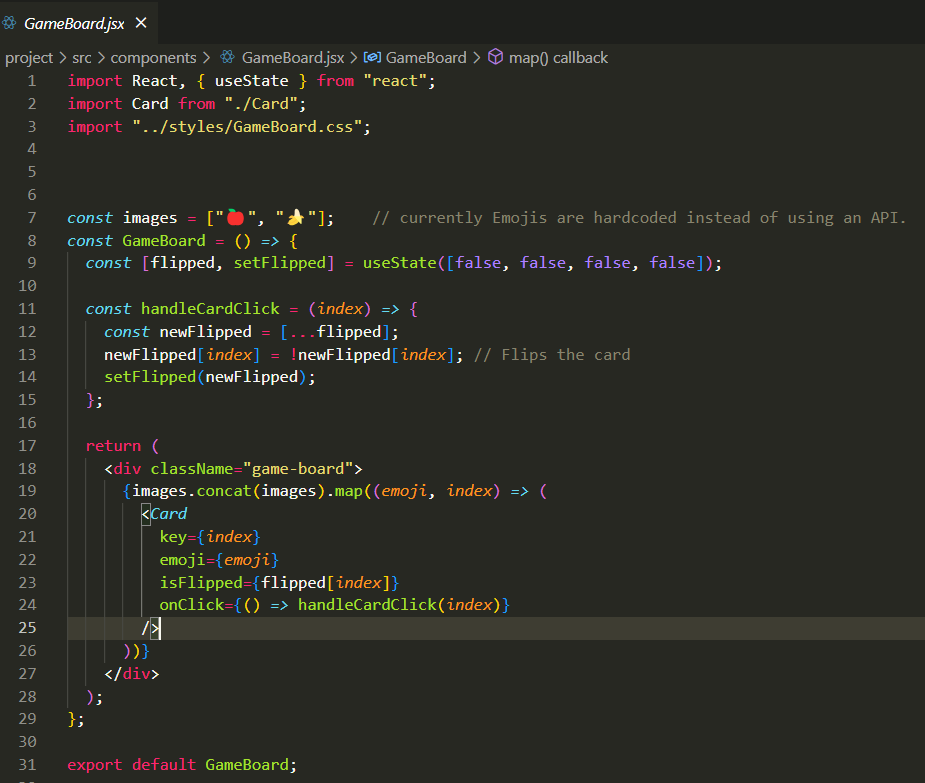 GameBoard.jsx ×
project > src > components > GameBoard.jsx > GameBoard > map() callback
1 import React, { useState } from "react";
2 import Card from "./Card";
3 import "../styles/GameBoard.css";
4
5
6
7 const images = ["🍎", "🍌"]; // currently Emojis are hardcoded instead of using an API.
8 const GameBoard = () => {
9 const [flipped, setFlipped] = useState([false, false, false, false]);
10
11 const handleCardClick = (index) => {
12 const newFlipped = [...flipped];
13 newFlipped[index] = !newFlipped[index]; // Flips the card
14 setFlipped(newFlipped);
15 };
16
17 return (
18 <div className="game-board">
19 {images.concat(images).map((emoji, index) => (
20 <Card
21 key={index}
22 emoji={emoji}
23 isFlipped={flipped[index]}
24 onClick={() => handleCardClick(index)}
25 />
26 ))}
27 </div>
28 );
29 };
30
31 export default GameBoard;